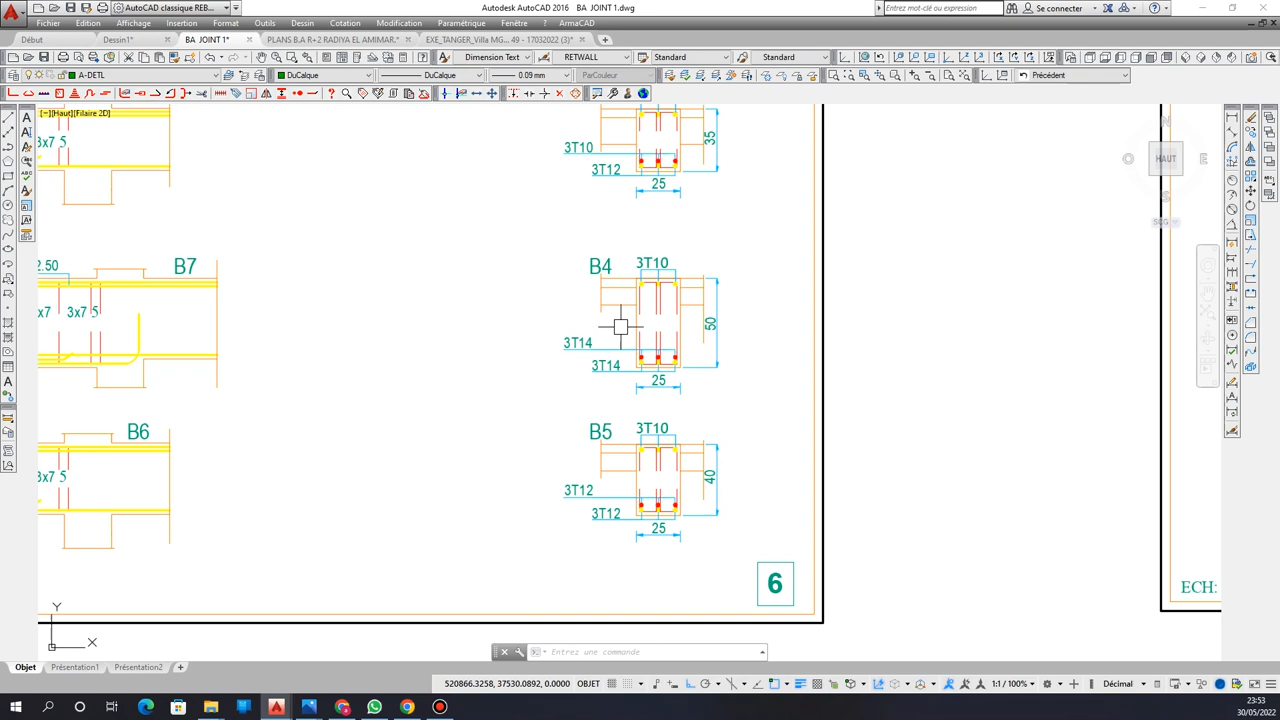 AutoCAD classique REB...
Autodesk AutoCAD 2016   BA  JOINT 1.dwg
Entrez mot-clé ou expression
Se connecter
Fichier Edition Affichage Insertion Format Outils Dessin Cotation Modification Paramétrique Fenêtre ? ArmaCAD
Début Dessin1* BA JOINT 1* PLANS B.A R+2 RADIYA EL AMIMAR.* EXE_TANGER_Villa MG... 49 - 17032022 (3)*
Dimension Text RETWALL Standard Standard
A-DETL DuCalque DuCalque 0.09 mm ParCouleur Précédent
[−][Haut][Filaire 2D]
N
O HAUT E
S
SCG
3x7 5
35
3T10
3T12
25
2.50 B7
x7 3x7 5
B4 3T10
50
3T14
3T14
25
B6
3x7 5
B5 3T10
40
3T12
3T12
25
6
ECH:
Y
X
Entrez une commande
Objet Présentation1 Présentation2 +
520866.3258, 37530.0892, 0.0000 OBJET 1:1 / 100% Décimal
23:53
30/05/2022